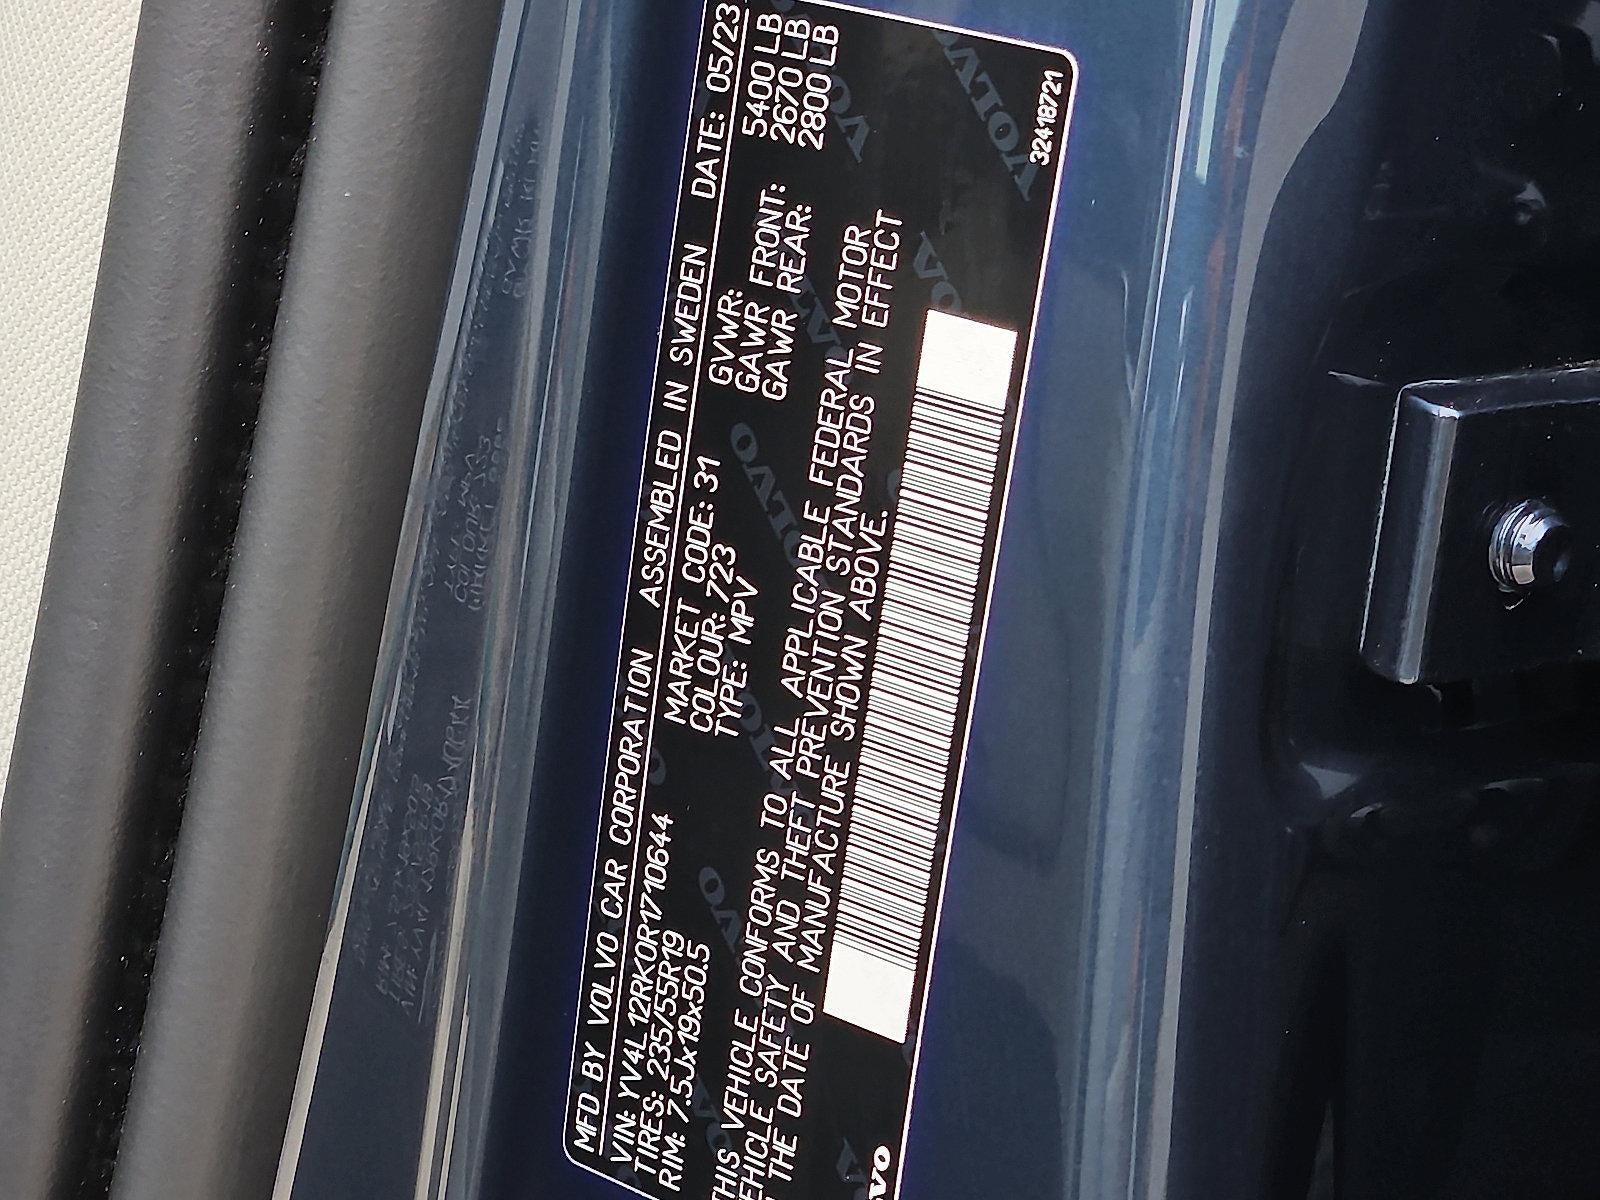 MFD BY VOLVO CAR CORPORATION ASSEMBLED IN SWEDEN DATE: 05/23
VIN: YV4L12RK0R1710644
TIRES: 235/55R19
RIM: 7.5Jx19x50.5
MARKET CODE: 31
COLOUR: 723
TYPE: MPV
GVWR: 5400 LB
GAWR FRONT: 2670 LB
GAWR REAR: 2800 LB
THIS VEHICLE CONFORMS TO ALL APPLICABLE FEDERAL MOTOR
VEHICLE SAFETY AND THEFT PREVENTION STANDARDS IN EFFECT
THE DATE OF MANUFACTURE SHOWN ABOVE.
32418721
VOLVO